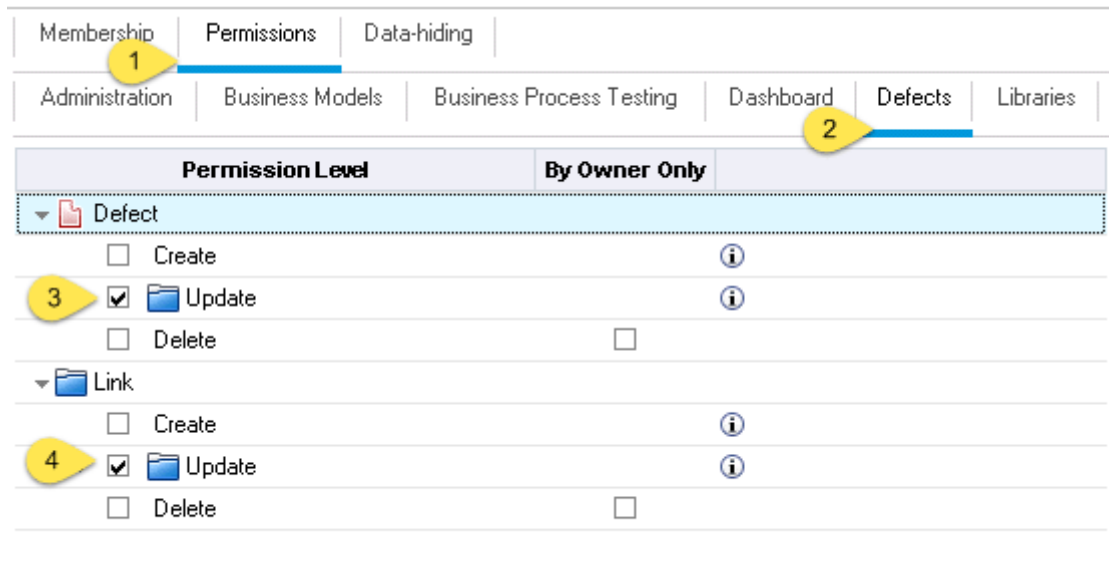 Membership Permissions Data-hiding
1
Administration Business Models Business Process Testing Dashboard Defects Libraries
2
Permission Level By Owner Only
Defect
Create
3 Update
Delete
Link
Create
4 Update
Delete